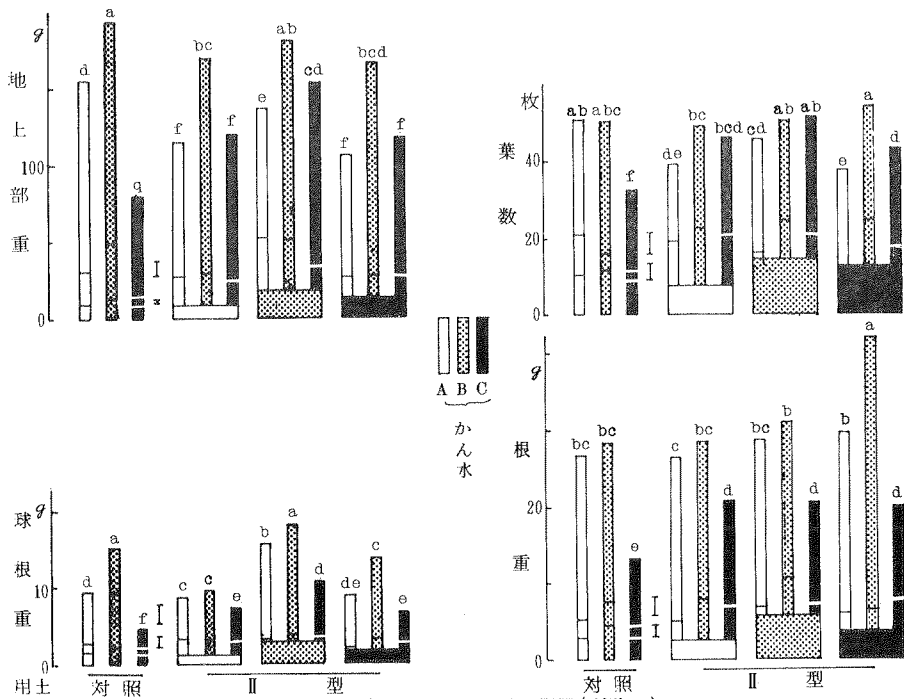 g
地上部重
100
0
d a q
f bc f
e ab cd
f bcd f
枚
葉数
40
20
0
ab abc f
de bc bcd
cd ab ab
e a d
A B C
かん水
g
球根重
10
0
d a f
c c e
b a d
de c e
g
根重
20
0
bc bc e
c bc d
bc b d
b a d
用土 対照 II 型
対照 II 型